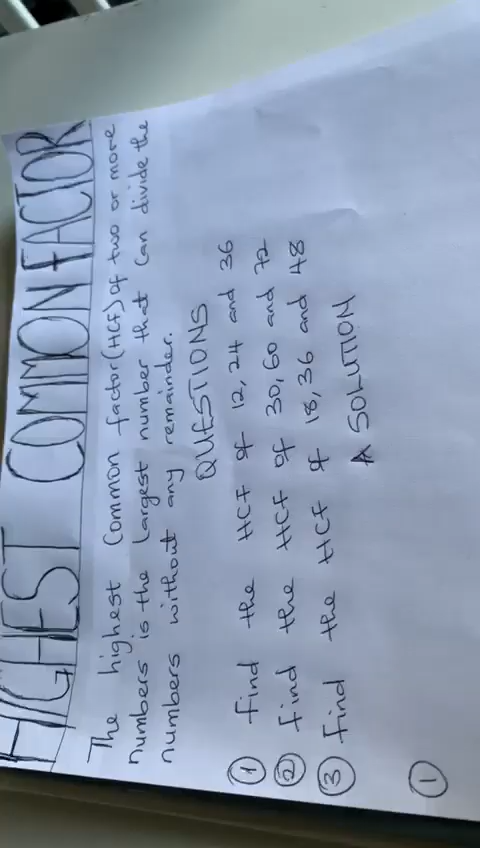 HIGHEST COMMON FACTOR
The highest Common factor(HCF) of two or more
numbers is the largest number that can divide the
numbers without any remainder.
QUESTIONS
① Find the HCF of 12, 24 and 36
② Find the HCF of 30, 60 and 72
③ Find the HCF of 18, 36 and 48
A SOLUTION
①